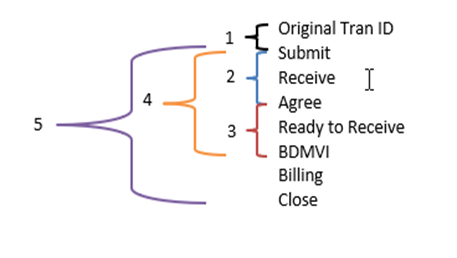 1 Original Tran ID
Submit
2 Receive
4 Agree
5
3 Ready to Receive
BDMVI
Billing
Close